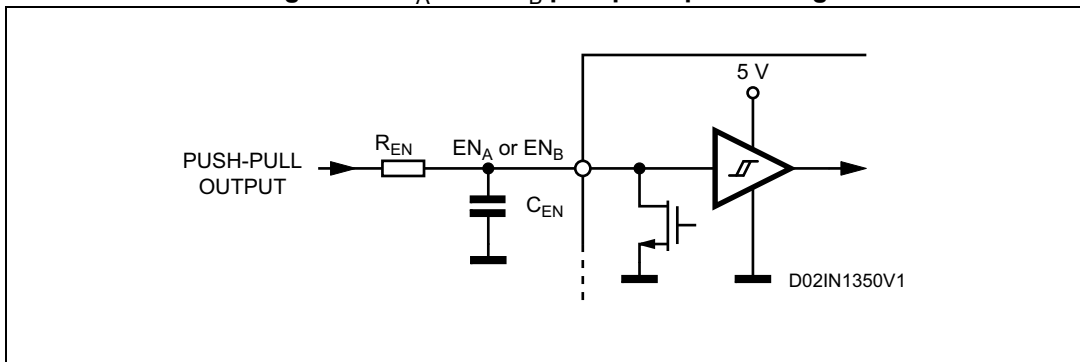 5 V
R_EN
EN_A or EN_B
PUSH-PULL
OUTPUT
C_EN
D02IN1350V1